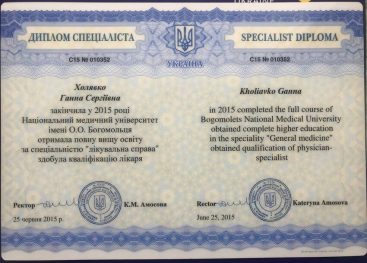 UKRAINE
ДИПЛОМ СПЕЦІАЛІСТА
SPECIALIST DIPLOMA
С15 № 010352
УКРАЇНА
C15 № 010352
Холявко
Ганна Сергіївна
закінчила у 2015 році
Національний медичний університет
імені О.О. Богомольця
отримала повну вищу освіту
за спеціальністю "лікувальна справа"
здобула кваліфікацію лікаря
Kholiavko Ganna
in 2015 completed the full course of
Bogomolets National Medical University
obtained complete higher education
in the speciality "General medicine"
obtained qualification of physician-
specialist
Ректор
К.М. Амосова
25 червня 2015 р.
Rector
Kateryna Amosova
June 25, 2015